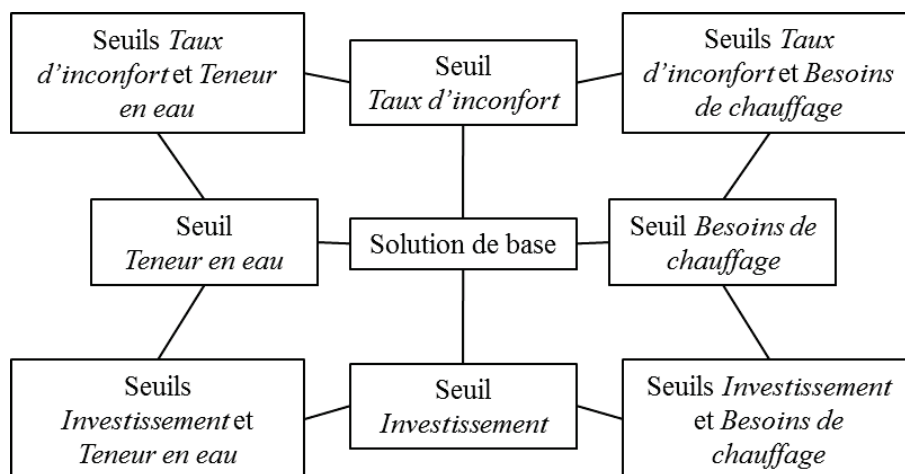 Seuils Taux
d’inconfort et Teneur
en eau
Seuil
Taux d’inconfort
Seuils Taux
d’inconfort et Besoins
de chauffage
Seuil
Teneur en eau
Solution de base
Seuil Besoins de
chauffage
Seuils
Investissement et
Teneur en eau
Seuil
Investissement
Seuils Investissement
et Besoins de
chauffage